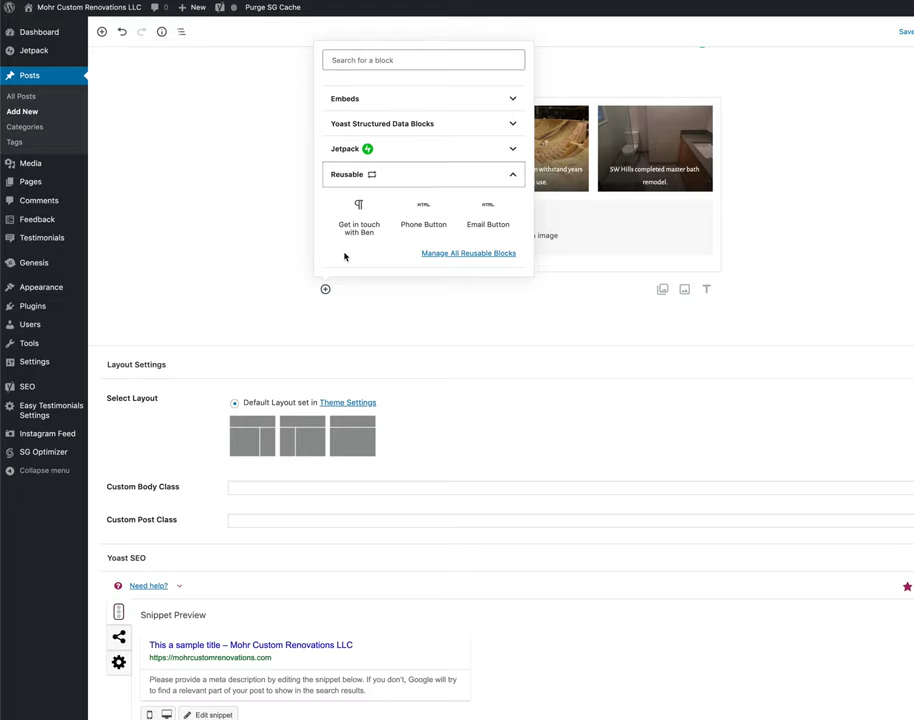 Mohr Custom Renovations LLC 0 New Purge SG Cache
Dashboard
Jetpack
Posts
All Posts
Add New
Categories
Tags
Media
Pages
Comments
Feedback
Testimonials
Genesis
Appearance
Plugins
Users
Tools
Settings
SEO
Easy Testimonials
Settings
Instagram Feed
SG Optimizer
Collapse menu
Save
Search for a block
Embeds
Yoast Structured Data Blocks
Jetpack
Reusable
Get in touch
with Ben
HTML
Phone Button
HTML
Email Button
Manage All Reusable Blocks
withstand years
use.
SW Hills completed master bath
remodel.
image
Layout Settings
Select Layout
Default Layout set in Theme Settings
Custom Body Class
Custom Post Class
Yoast SEO
Need help?
Snippet Preview
This a sample title – Mohr Custom Renovations LLC
https://mohrcustomrenovations.com
Please provide a meta description by editing the snippet below. If you don't, Google will try
to find a relevant part of your post to show in the search results.
Edit snippet